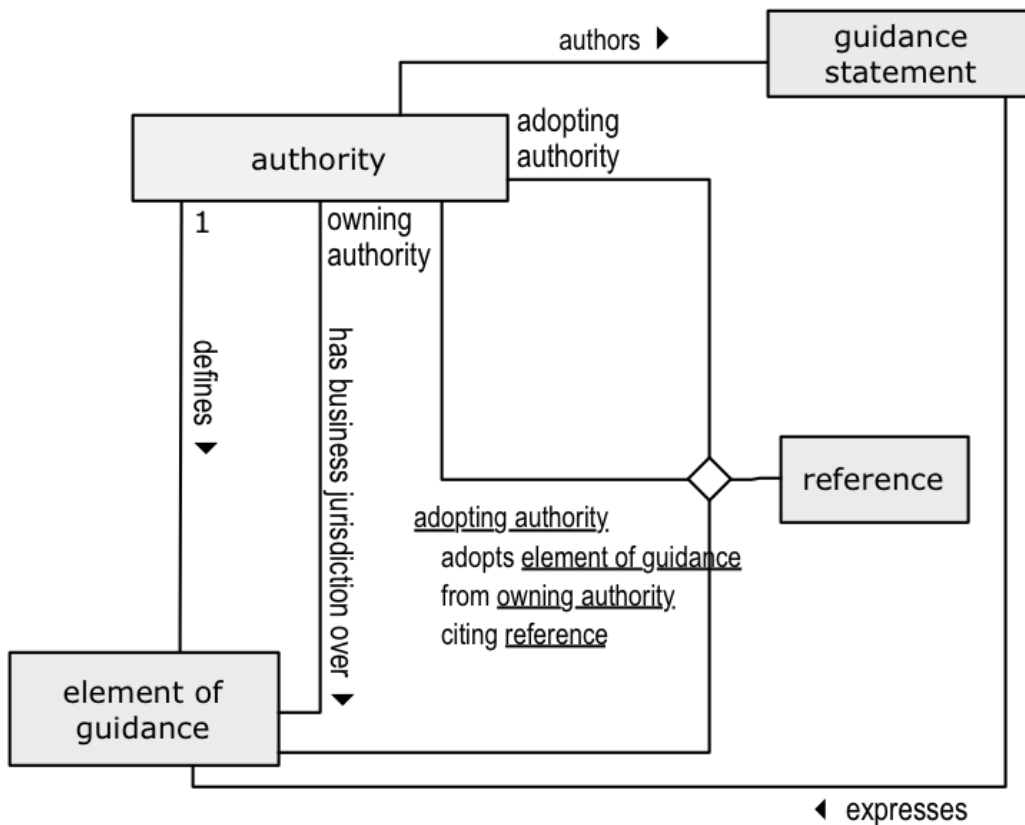 authors
guidance
statement
adopting
authority
authority
1
owning
authority
defines
has business jurisdiction over
reference
adopting authority
adopts element of guidance
from owning authority
citing reference
element of
guidance
expresses